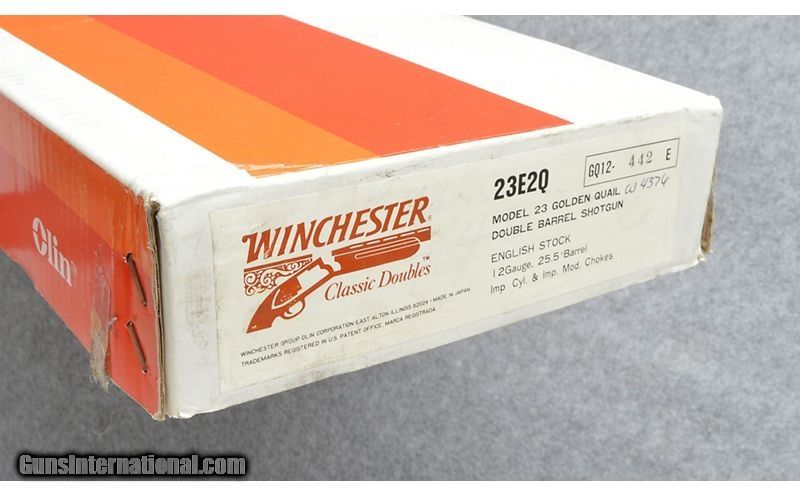 Olin
WINCHESTER®
Classic Doubles™
WINCHESTER GROUP OLIN CORPORATION EAST ALTON ILLINOIS 62024 - MADE IN JAPAN
TRADEMARKS REGISTERED IN U.S. PATENT OFFICE, MARCA REGISTRADA
23E2Q
GQ12- 442 E
MODEL 23 GOLDEN QUAIL W4376
DOUBLE BARREL SHOTGUN
ENGLISH STOCK
12Gauge, 25.5" Barrel
Imp Cyl. & Imp. Mod. Chokes
GunsInternational.com